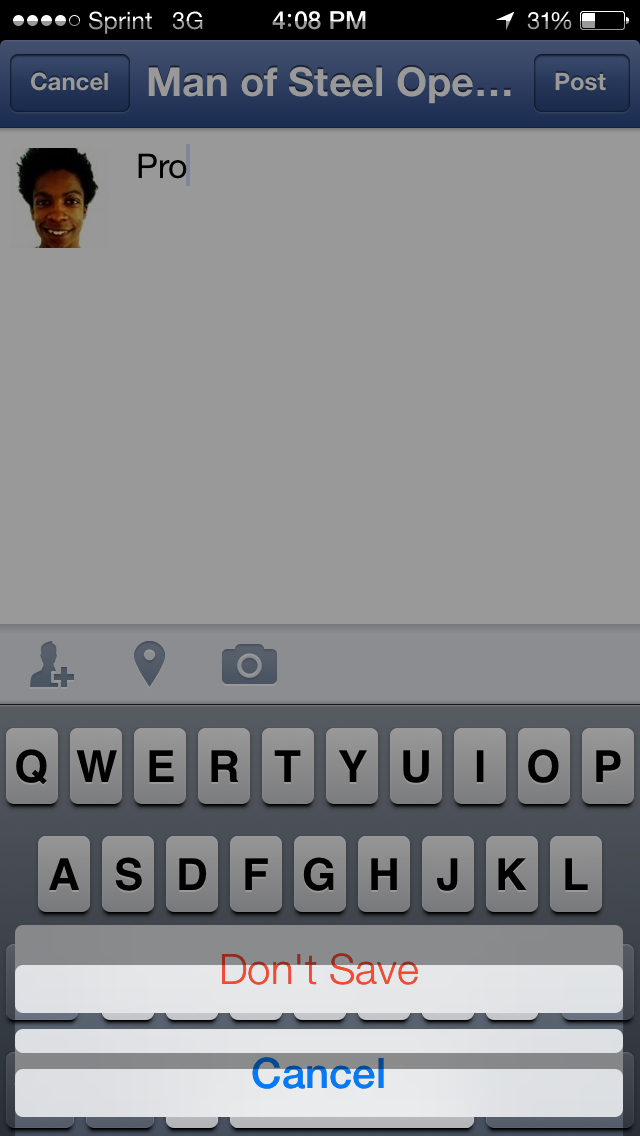 Sprint 3G 4:08 PM 31%
Cancel Man of Steel Ope... Post
Pro
Q W E R T Y U I O P
A S D F G H J K L
Don't Save
Cancel